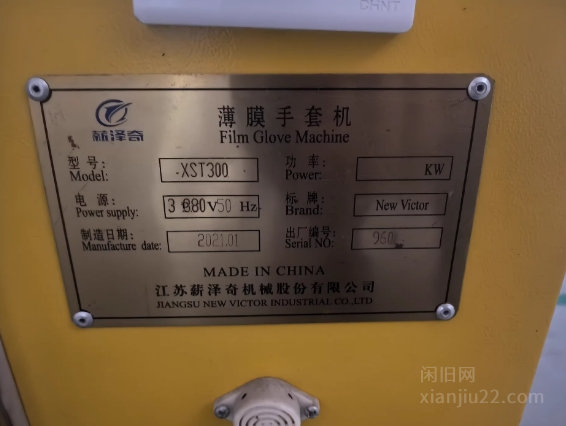 CHNT
薪泽奇
薄膜手套机
Film Glove Machine
型号: XST300 功率: KW
Model: Power:
电源: 380V 50 Hz 标牌: New Victor
Power supply: Brand:
制造日期: 2021.01 出厂编号:
Manufacture date: Serial NO:
MADE IN CHINA
江苏薪泽奇机械股份有限公司
JIANGSU NEW VICTOR INDUSTRIAL CO.,LTD
闲旧网
xianjiu22.com